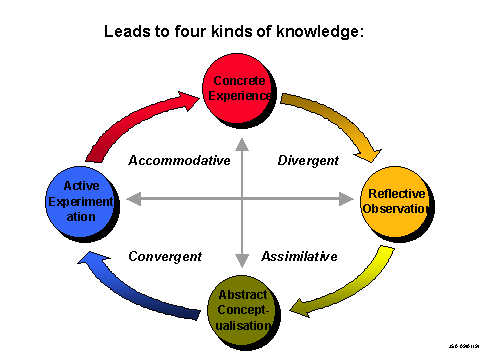 Leads to four kinds of knowledge:
Concrete
Experience
Accommodative
Divergent
Active
Experiment
ation
Reflective
Observation
Convergent
Assimilative
Abstract
Concept-
ualisation